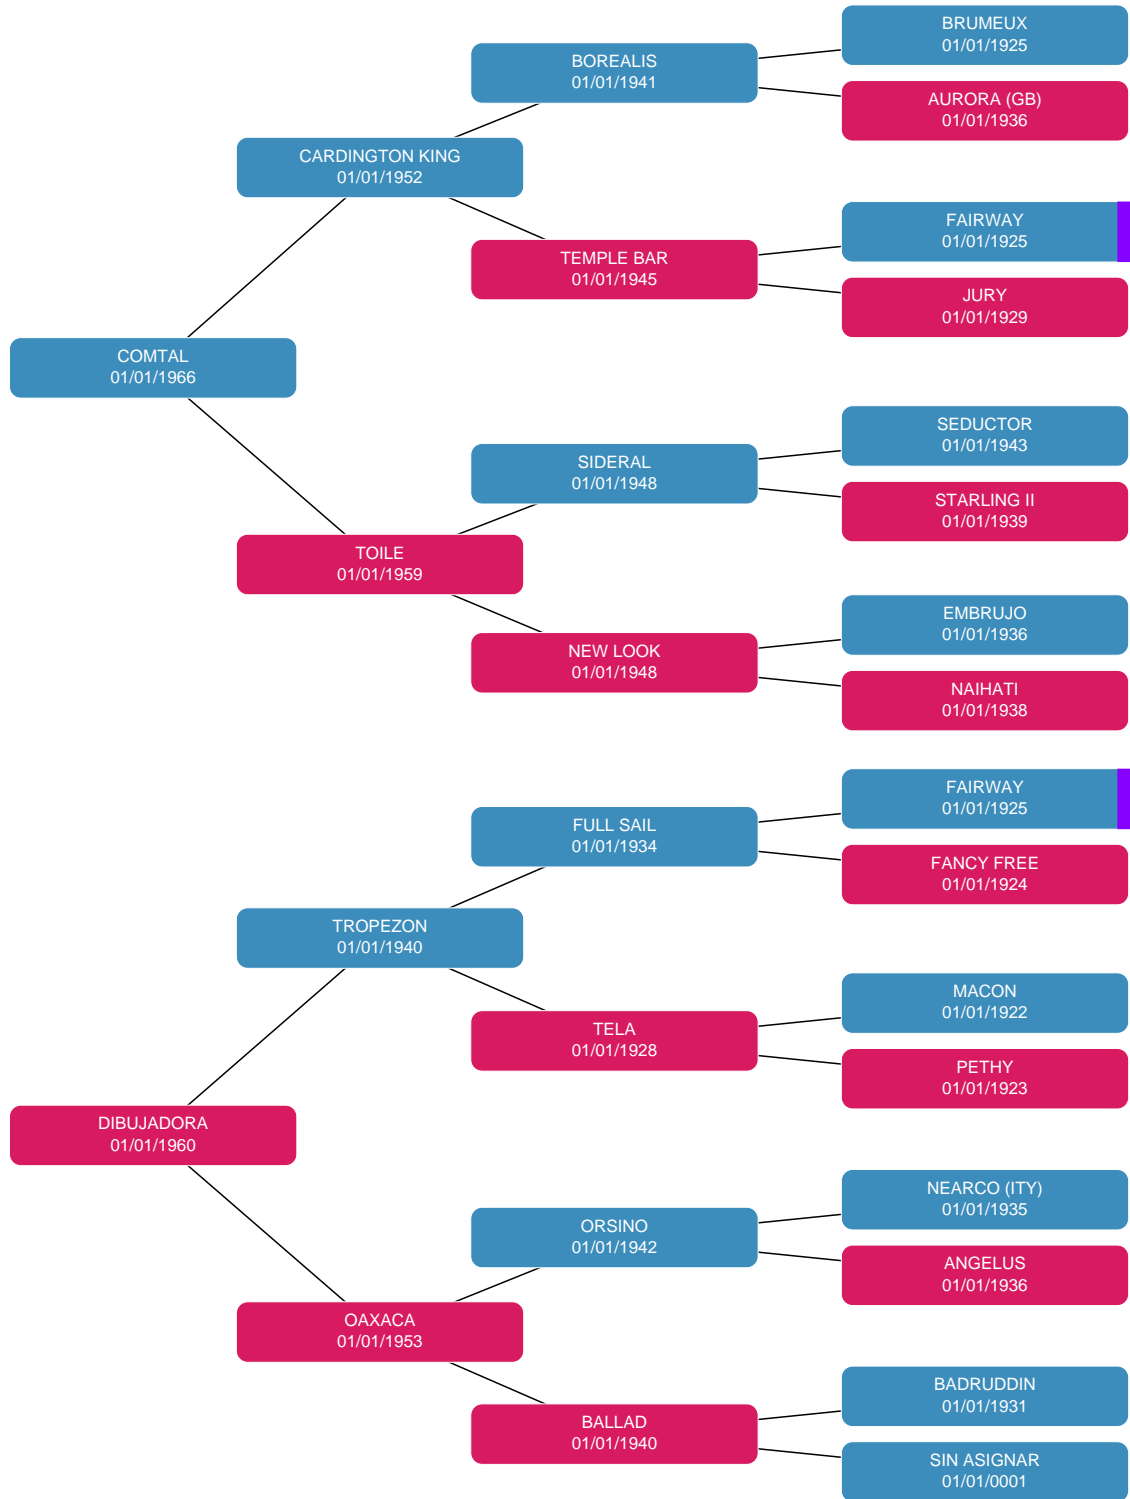 BRUMEUX
01/01/1925
BOREALIS
01/01/1941
AURORA (GB)
01/01/1936
CARDINGTON KING
01/01/1952
FAIRWAY
01/01/1925
TEMPLE BAR
01/01/1945
JURY
01/01/1929
COMTAL
01/01/1966
SEDUCTOR
01/01/1943
SIDERAL
01/01/1948
STARLING II
01/01/1939
TOILE
01/01/1959
EMBRUJO
01/01/1936
NEW LOOK
01/01/1948
NAIHATI
01/01/1938
FAIRWAY
01/01/1925
FULL SAIL
01/01/1934
FANCY FREE
01/01/1924
TROPEZON
01/01/1940
MACON
01/01/1922
TELA
01/01/1928
PETHY
01/01/1923
DIBUJADORA
01/01/1960
NEARCO (ITY)
01/01/1935
ORSINO
01/01/1942
ANGELUS
01/01/1936
OAXACA
01/01/1953
BADRUDDIN
01/01/1931
BALLAD
01/01/1940
SIN ASIGNAR
01/01/0001